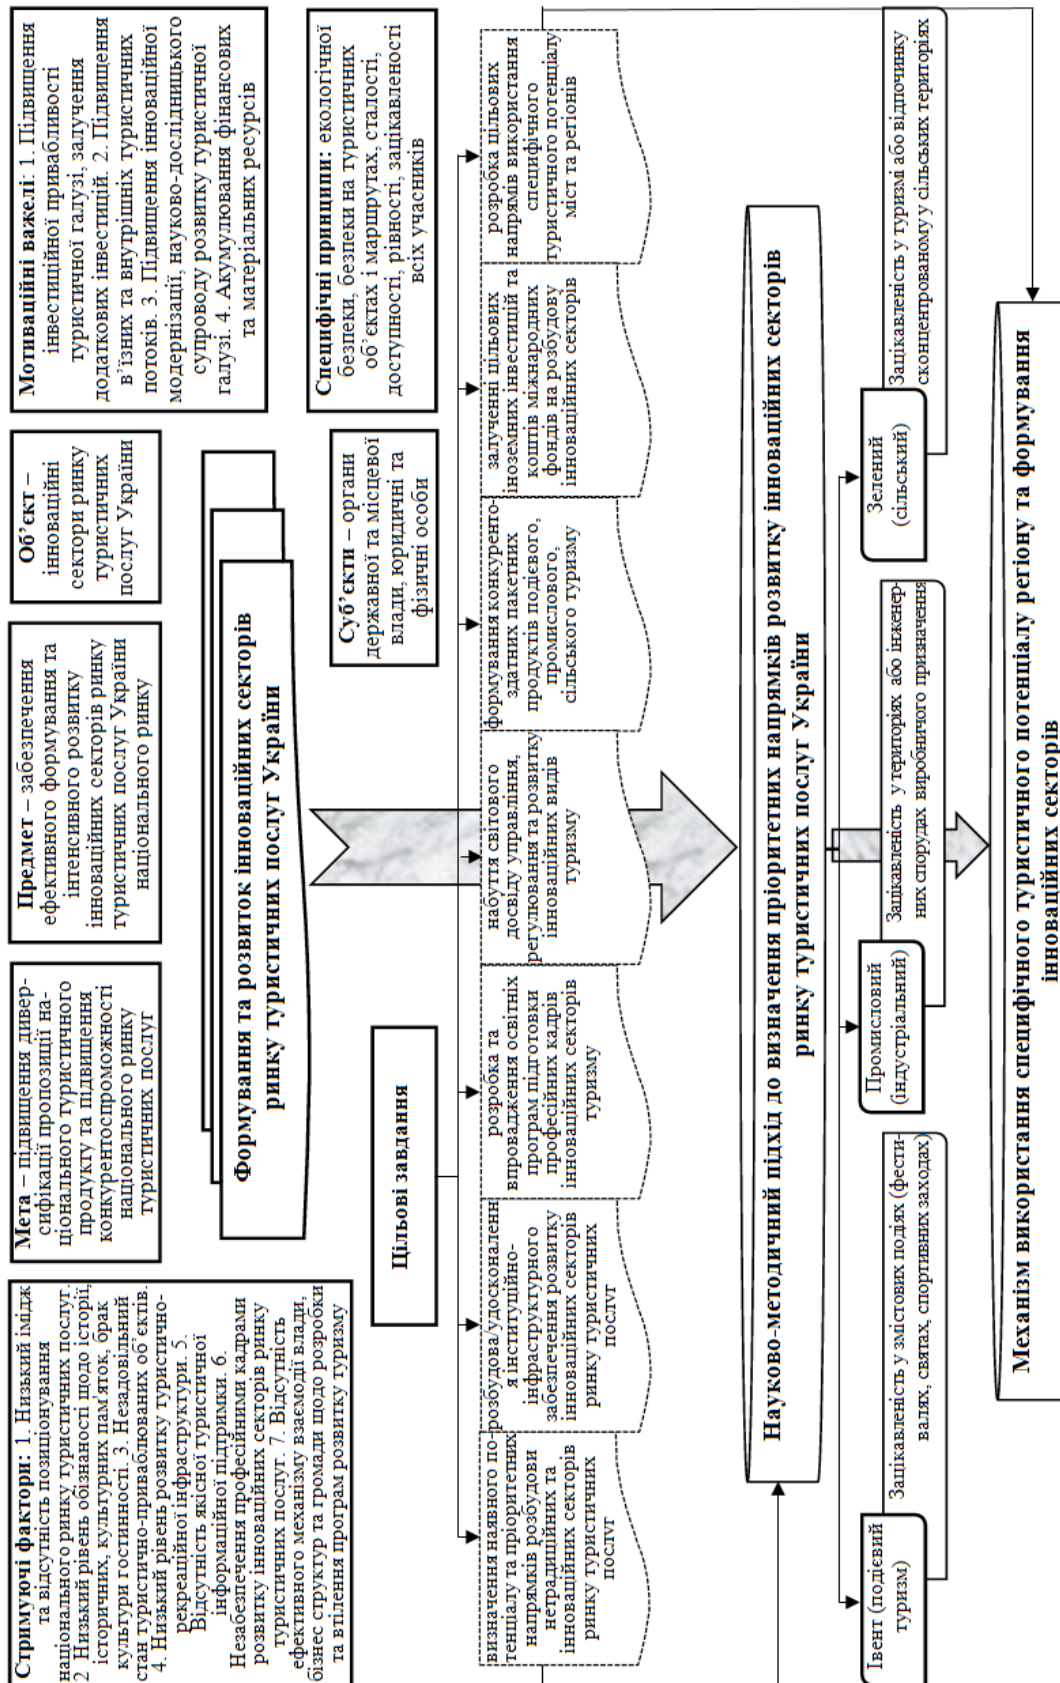 Стримуючі фактори: 1. Низький імідж
та відсутність позиціонування
національного ринку туристичних послуг.
2 Низький рівень обізнаності щодо історії,
історичних, культурних пам'яток, брак
культури гостинності. 3. Незадовільний
стан туристично-приваблюваних об'єктів.
4. Низький рівень розвитку туристично-
рекреаційної інфраструктури. 5.
Відсутність якісної туристичної
інформаційної підтримки. 6.
Незабезпечення професійними кадрами
розвитку інноваційних секторів ринку
туристичних послуг. 7. Відсутність
ефективного механізму взаємодії влади,
бізнес структур та громади щодо розробки
та втілення програм розвитку туризму
Мета – підвищення дивер-
сифікації пропозиції на-
ціонального туристичного
продукту та підвищення
конкурентоспроможності
національного ринку
туристичних послуг
Предмет – забезпечення
ефективного формування та
інтенсивного розвитку
інноваційних секторів ринку
туристичних послуг України
національного ринку
Об'єкт –
інноваційні
сектори ринку
туристичних
послуг України
Мотиваційні важелі: 1. Підвищення
інвестиційної привабливості
туристичної галузі, залучення
додаткових інвестицій. 2. Підвищення
в'їзних та внутрішніх туристичних
потоків. 3. Підвищення інноваційної
модернізації, науково-дослідницького
супроводу розвитку туристичної
галузі. 4. Акумулювання фінансових
та матеріальних ресурсів
Формування та розвиток інноваційних секторів
ринку туристичних послуг України
Суб'єкти – органи
державної та місцевої
влади, юридичні та
фізичні особи
Специфічні принципи: екологічної
безпеки, безпеки на туристичних
об'єктах і маршрутах, сталості,
доступності, рівності, зацікавленості
всіх учасників
Цільові завдання
визначення наявного по-
тенціалу та пріоритетних
напрямків розбудови
нетрадиційних та
інноваційних секторів
ринку туристичних
послуг
розбудова/удосконаленн
я інституційно-
інфраструктурного
забезпечення розвитку
інноваційних секторів
ринку туристичних
послуг
розробка та
впровадження освітніх
програм підготовки
професійних кадрів
інноваційних секторів
туризму
набуття світового
досвіду управління,
регулювання та розвитку
інноваційних видів
туризму
формування конкуренто-
здатних пакетних
продуктів подієвого,
промислового,
сільського туризму
залученні цільових
іноземних інвестицій та
коштів міжнародних
фондів на розбудову
інноваційних секторів
розробка цільових
напрямів використання
специфічного
туристичного потенціалу
міст та регіонів
Науково-методичний підхід до визначення пріоритетних напрямків розвитку інноваційних секторів
ринку туристичних послуг України
Івент (подієвий
туризм)
Зацікавленість у змістових подіях (фести-
валях, святах, спортивних заходах)
Промисловий
(індустріальний)
Зацікавленість у територіях або інженер-
них спорудах виробничого призначення
Зелений
(сільський)
Зацікавленість у туризмі або відпочинку
сконцентрованому у сільських територіях
Механізм використання специфічного туристичного потенціалу регіону та формування
інноваційних секторів